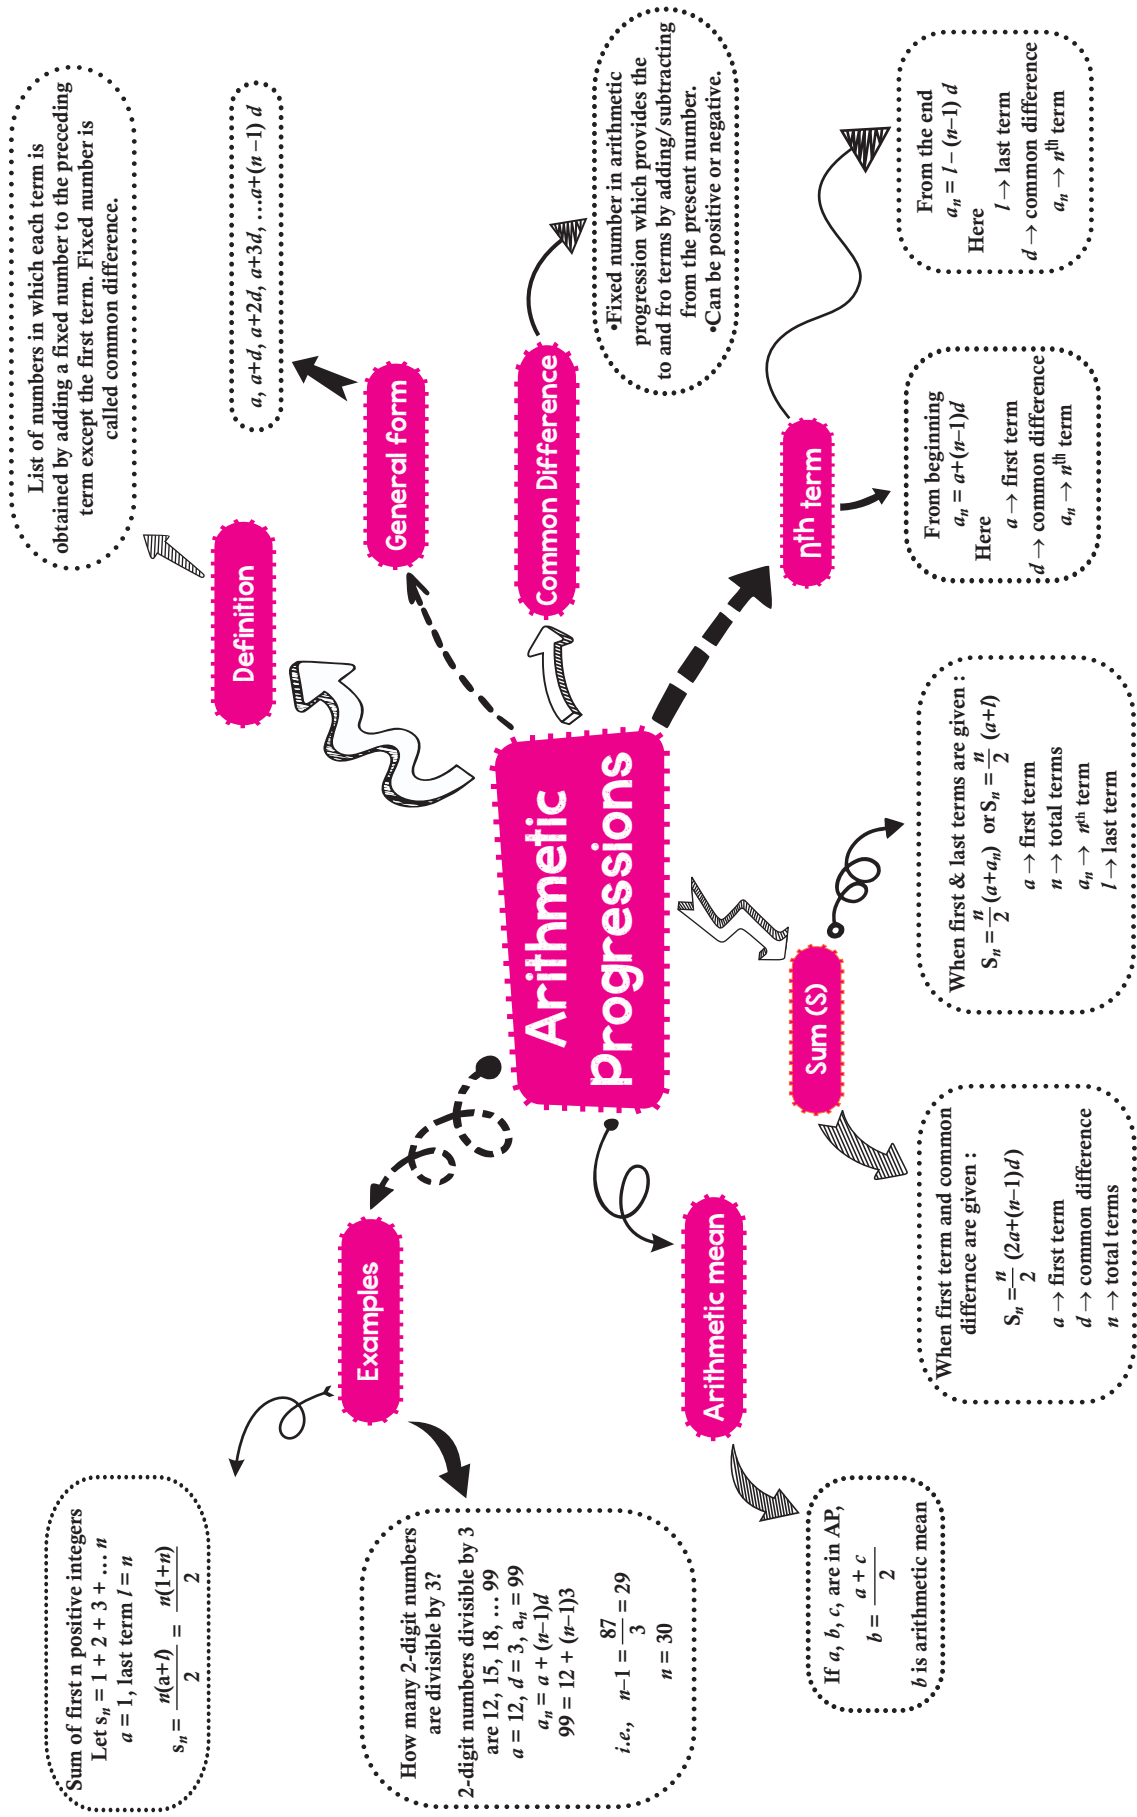 Arithmetic
Progressions
Definition
List of numbers in which each term is
obtained by adding a fixed number to the preceding
term except the first term. Fixed number is
called common difference.
General form
a, a+d, a+2d, a+3d, ...a+(n–1) d
Common Difference
•Fixed number in arithmetic
progression which provides the
to and fro terms by adding/subtracting
from the present number.
•Can be positive or negative.
nth term
From the end
aₙ = l – (n–1) d
Here
l → last term
d → common difference
aₙ → nth term
From beginning
aₙ = a+(n–1)d
Here
a → first term
d → common difference
aₙ → nth term
Sum (S)
When first & last terms are given :
Sₙ = n/2 (a+aₙ) or Sₙ = n/2 (a+l)
a → first term
n → total terms
aₙ → nth term
l → last term
When first term and common
differnce are given :
Sₙ = n/2 (2a+(n–1)d)
a → first term
d → common difference
n → total terms
Arithmetic mean
If a, b, c, are in AP,
b = (a + c)/2
b is arithmetic mean
Examples
Sum of first n positive integers
Let sₙ = 1 + 2 + 3 + ... n
a = 1, last term l = n
sₙ = n(a+l)/2 = n(1+n)/2
How many 2-digit numbers
are divisible by 3?
2-digit numbers divisible by 3
are 12, 15, 18, ... 99
a = 12, d = 3, aₙ = 99
aₙ = a + (n–1)d
99 = 12 + (n–1)3
i.e., n–1 = 87/3 = 29
n = 30